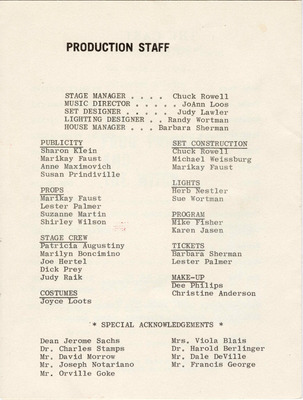 PRODUCTION STAFF
STAGE MANAGER . . . . Chuck Rowell
MUSIC DIRECTOR . . . . . JoAnn Loos
SET DESIGNER . . . . . Judy Lawler
LIGHTING DESIGNER . . Randy Wortman
HOUSE MANAGER . . . Barbara Sherman
PUBLICITY
Sharon Klein
Marikay Faust
Anne Maximovich
Susan Prindiville
PROPS
Marikay Faust
Lester Palmer
Suzanne Martin
Shirley Wilson
STAGE CREW
Patricia Augustiny
Marilyn Boncimino
Joe Hertel
Dick Prey
Judy Raik
COSTUMES
Joyce Loots
SET CONSTRUCTION
Chuck Rowell
Michael Weissburg
Marikay Faust
LIGHTS
Herb Nestler
Sue Wortman
PROGRAM
Mike Fisher
Karen Jasen
TICKETS
Barbara Sherman
Lester Palmer
MAKE-UP
Dee Philips
Christine Anderson
* SPECIAL ACKNOWLEDGEMENTS *
Dean Jerome Sachs
Dr. Charles Stamps
Mr. David Morrow
Mr. Joseph Notariano
Mr. Orville Goke
Mrs. Viola Blais
Dr. Harold Berlinger
Mr. Dale DeVille
Mr. Francis George